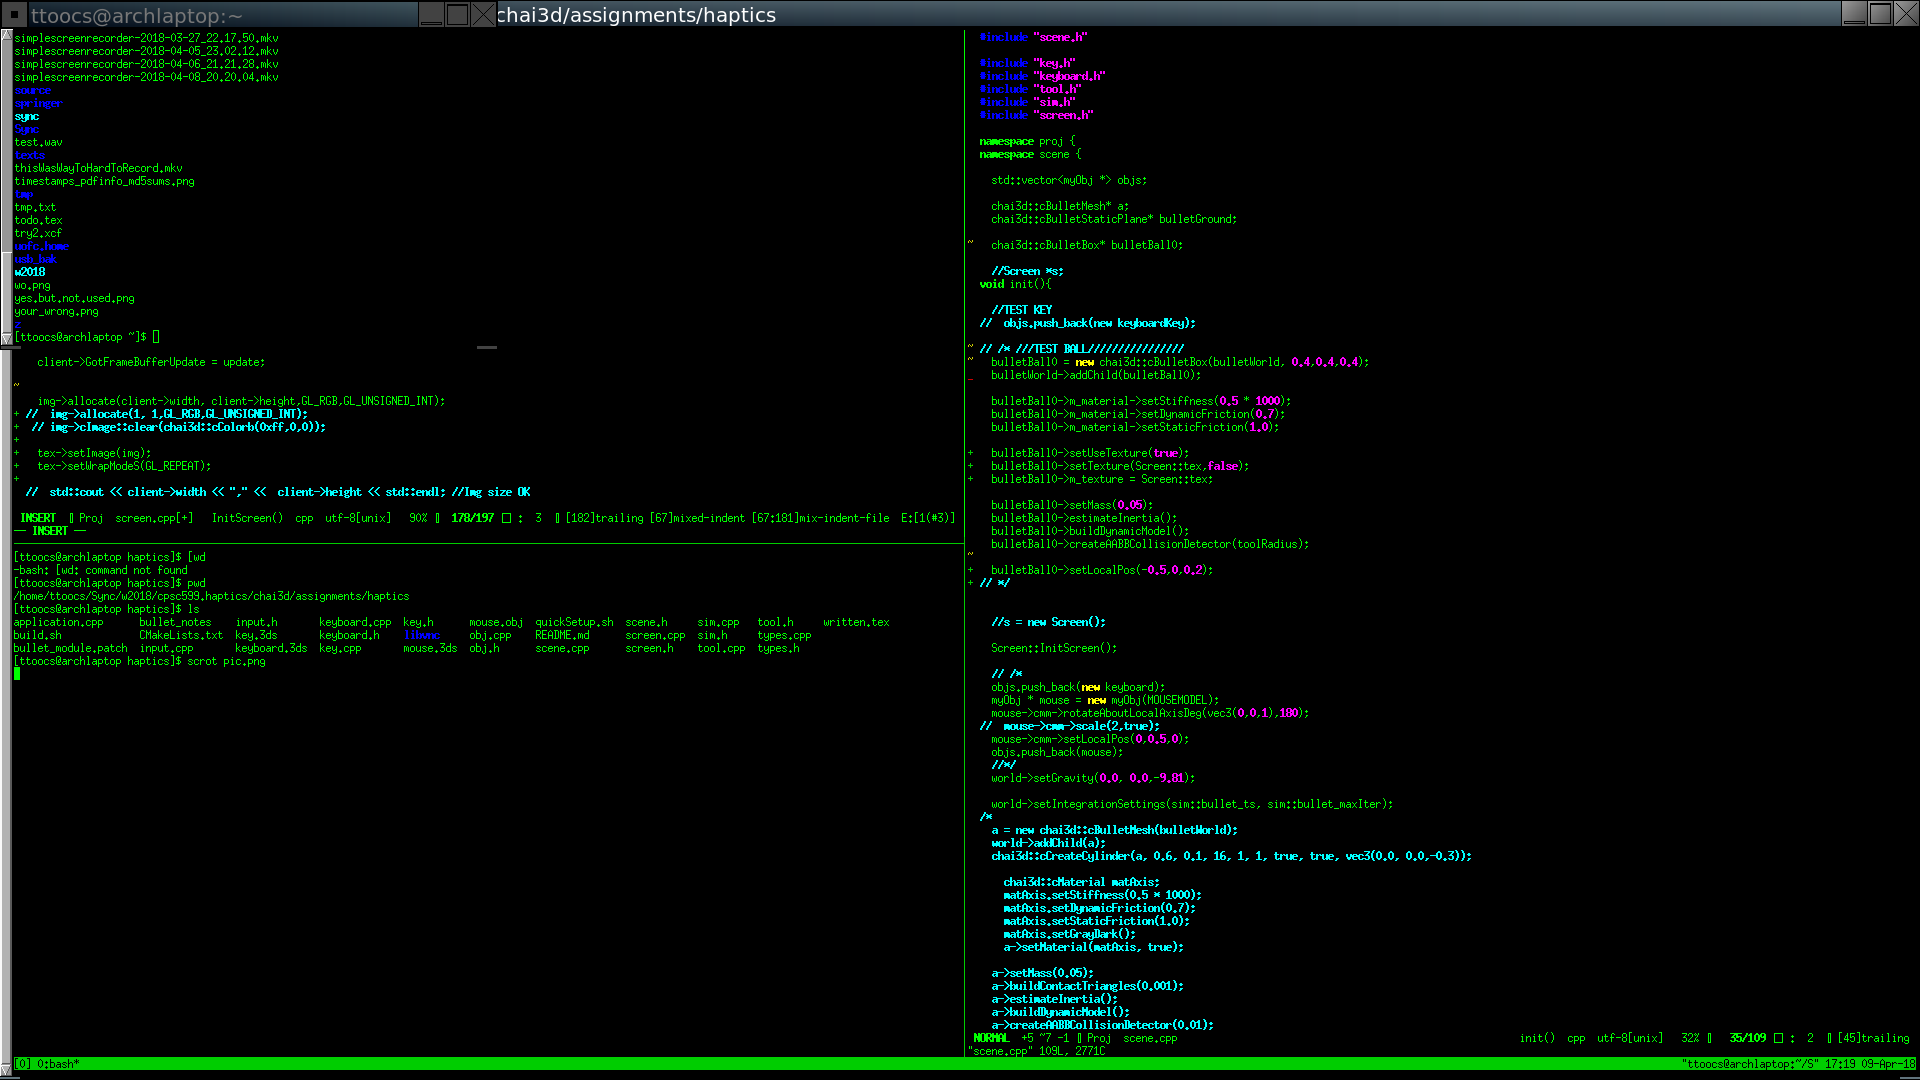 ttoocs@archlaptop:~
chai3d/assignments/haptics
simplescreenrecorder-2018-03-27_22.17.50.mkv
simplescreenrecorder-2018-04-05_23.02.12.mkv
simplescreenrecorder-2018-04-06_21.21.28.mkv
simplescreenrecorder-2018-04-08_20.20.04.mkv
source
springer
sync
Sync
test.wav
texts
thisWasWayToHardToRecord.mkv
timestamps_pdfinfo_md5sums.png
tmp
tmp.txt
todo.tex
try2.xcf
unfc.home
usb_bak
w2018
wo.png
yes.but.not.used.png
your_wrong.png
z
[ttoocs@archlaptop ~]$
client->GotFrameBufferUpdate = update;
~
img->allocate(client->width, client->height,GL_RGB,GL_UNSIGNED_INT);
+ //  img->allocate(1, 1,GL_RGB,GL_UNSIGNED_INT);
+  // img->cImage::clear(chai3d::cColorb(0xff,0,0));
+
+   tex->setImage(img);
+   tex->setWrapModeS(GL_REPEAT);
+
//  std::cout << client->width << "," <<  client->height << std::endl; //Img size OK
INSERT  Proj  screen.cpp[+]   InitScreen()  cpp  utf-8[unix]   90%  178/197 :  3  [182]trailing [67]mixed-indent [67:181]mix-indent-file  E:[1(#3)]
-- INSERT --
[ttoocs@archlaptop haptics]$ [wd
-bash: [wd: command not found
[ttoocs@archlaptop haptics]$ pwd
/home/ttoocs/Sync/w2018/cpsc599.haptics/chai3d/assignments/haptics
[ttoocs@archlaptop haptics]$ ls
application.cpp      bullet_notes    input.h       keyboard.cpp  key.h      mouse.obj  quickSetup.sh  scene.h     sim.cpp   tool.h     written.tex
build.sh             CMakeLists.txt  key.3ds       keyboard.h    libvnc     obj.cpp    README.md      screen.cpp  sim.h     types.cpp
bullet_module.patch  input.cpp       keyboard.3ds  key.cpp       mouse.3ds  obj.h      scene.cpp      screen.h    tool.cpp  types.h
[ttoocs@archlaptop haptics]$ scrot pic.png
#include "scene.h"
#include "key.h"
#include "keyboard.h"
#include "tool.h"
#include "sim.h"
#include "screen.h"
namespace proj {
namespace scene {
std::vector<myObj *> objs;
chai3d::cBulletMesh* a;
chai3d::cBulletStaticPlane* bulletGround;
~   chai3d::cBulletBox* bulletBall0;
//Screen *s;
void init(){
//TEST KEY
//  objs.push_back(new keyboardKey);
~ // /* ///TEST BALL////////////////
~   bulletBall0 = new chai3d::cBulletBox(bulletWorld, 0.4,0.4,0.4);
_   bulletWorld->addChild(bulletBall0);
bulletBall0->m_material->setStiffness(0.5 * 1000);
bulletBall0->m_material->setDynamicFriction(0.7);
bulletBall0->m_material->setStaticFriction(1.0);
+   bulletBall0->setUseTexture(true);
+   bulletBall0->setTexture(Screen::tex,false);
+   bulletBall0->m_texture = Screen::tex;
bulletBall0->setMass(0.05);
bulletBall0->estimateInertia();
bulletBall0->buildDynamicModel();
bulletBall0->createAABBCollisionDetector(toolRadius);
~
+   bulletBall0->setLocalPos(-0.5,0,0.2);
+ // */
//s = new Screen();
Screen::InitScreen();
// /*
objs.push_back(new keyboard);
myObj * mouse = new myObj(MOUSEMODEL);
mouse->cmm->rotateAboutLocalAxisDeg(vec3(0,0,1),180);
//  mouse->cmm->scale(2,true);
mouse->cmm->setLocalPos(0,0.5,0);
objs.push_back(mouse);
//*/
world->setGravity(0.0, 0.0,-9.81);
world->setIntegrationSettings(sim::bullet_ts, sim::bullet_maxIter);
/*
a = new chai3d::cBulletMesh(bulletWorld);
world->addChild(a);
chai3d::cCreateCylinder(a, 0.6, 0.1, 16, 1, 1, true, true, vec3(0.0, 0.0,-0.3));
chai3d::cMaterial matAxis;
matAxis.setStiffness(0.5 * 1000);
matAxis.setDynamicFriction(0.7);
matAxis.setStaticFriction(1.0);
matAxis.setGrayDark();
a->setMaterial(matAxis, true);
a->setMass(0.05);
a->buildContactTriangles(0.001);
a->estimateInertia();
a->buildDynamicModel();
a->createAABBCollisionDetector(0.01);
NORMAL  +5 ~7 -1  Proj  scene.cpp   init()  cpp  utf-8[unix]   32%  35/109 :  2  [45]trailing
"scene.cpp" 109L, 2771C
[0] 0:bash*   "ttoocs@archlaptop:~/S" 17:19 09-Apr-18